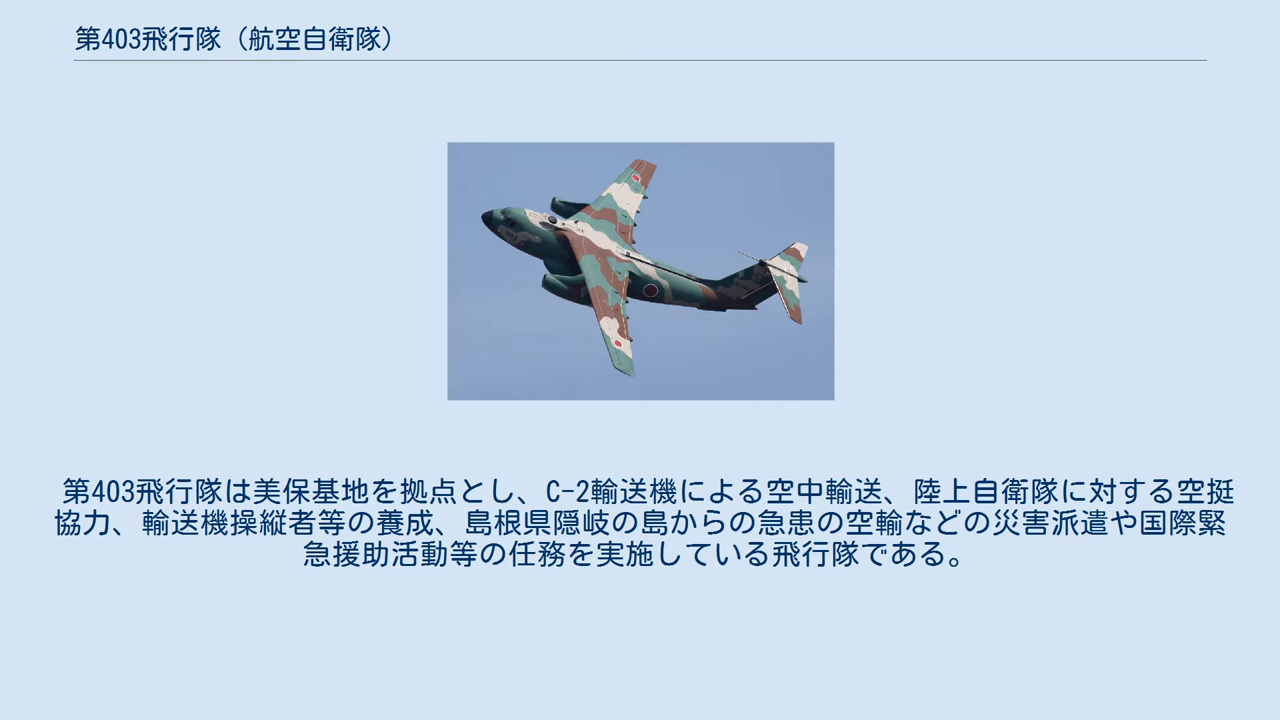 第403飛行隊（航空自衛隊）
第403飛行隊は美保基地を拠点とし、C-2輸送機による空中輸送、陸上自衛隊に対する空挺
協力、輸送機操縦者等の養成、島根県隠岐の島からの急患の空輸などの災害派遣や国際緊
急援助活動等の任務を実施している飛行隊である。